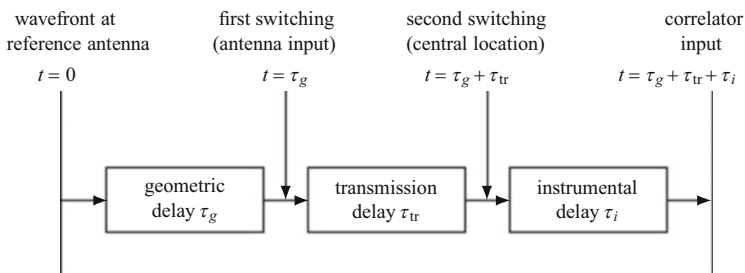 wavefront at
reference antenna
t = 0
first switching
(antenna input)
t = τ_g
second switching
(central location)
t = τ_g + τ_tr
correlator
input
t = τ_g + τ_tr + τ_i
geometric
delay τ_g
transmission
delay τ_tr
instrumental
delay τ_i